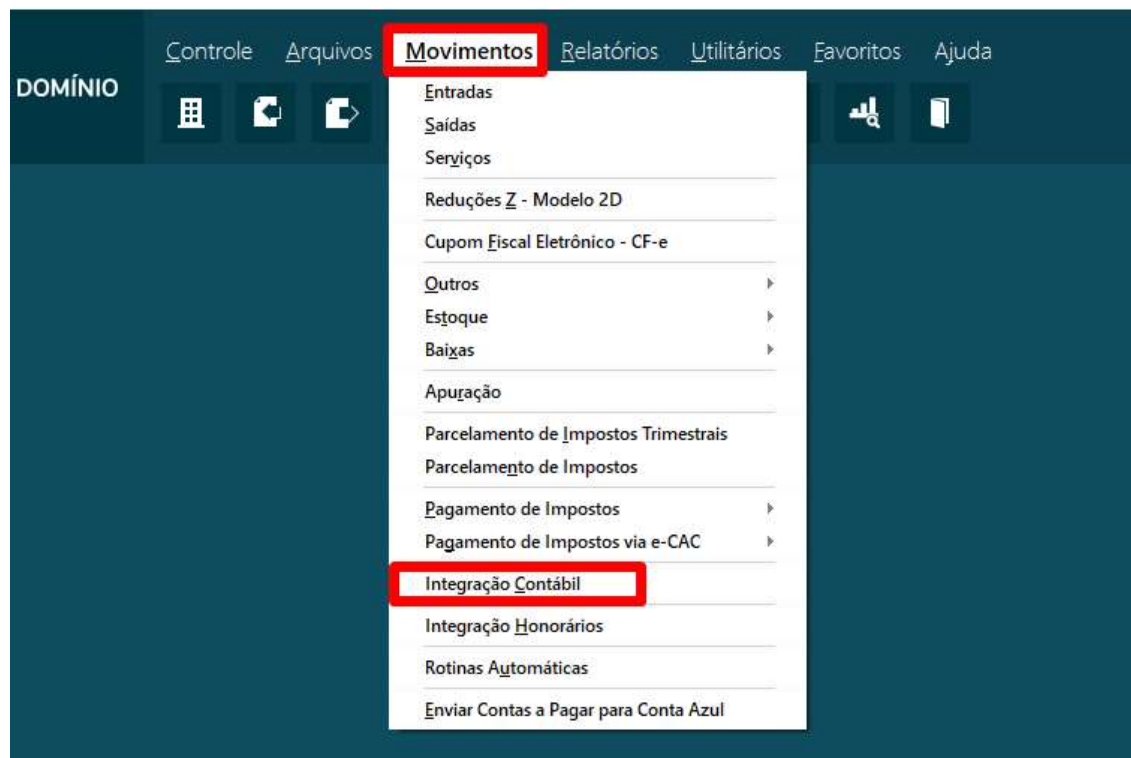 Controle Arquivos Movimentos Relatórios Utilitários Favoritos Ajuda
DOMÍNIO
Entradas
Saídas
Serviços
Reduções Z - Modelo 2D
Cupom Fiscal Eletrônico - CF-e
Outros
Estoque
Baixas
Apuração
Parcelamento de Impostos Trimestrais
Parcelamento de Impostos
Pagamento de Impostos
Pagamento de Impostos via e-CAC
Integração Contábil
Integração Honorários
Rotinas Automáticas
Enviar Contas a Pagar para Conta Azul